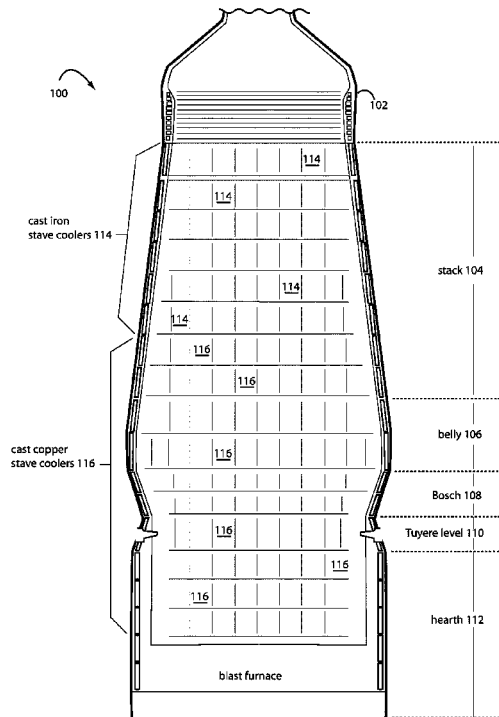 100
102
114
cast iron
stave coolers 114
114
stack 104
114
114
116
116
belly 106
cast copper
stave coolers 116
116
Bosch 108
116
Tuyere level 110
116
116
hearth 112
blast furnace